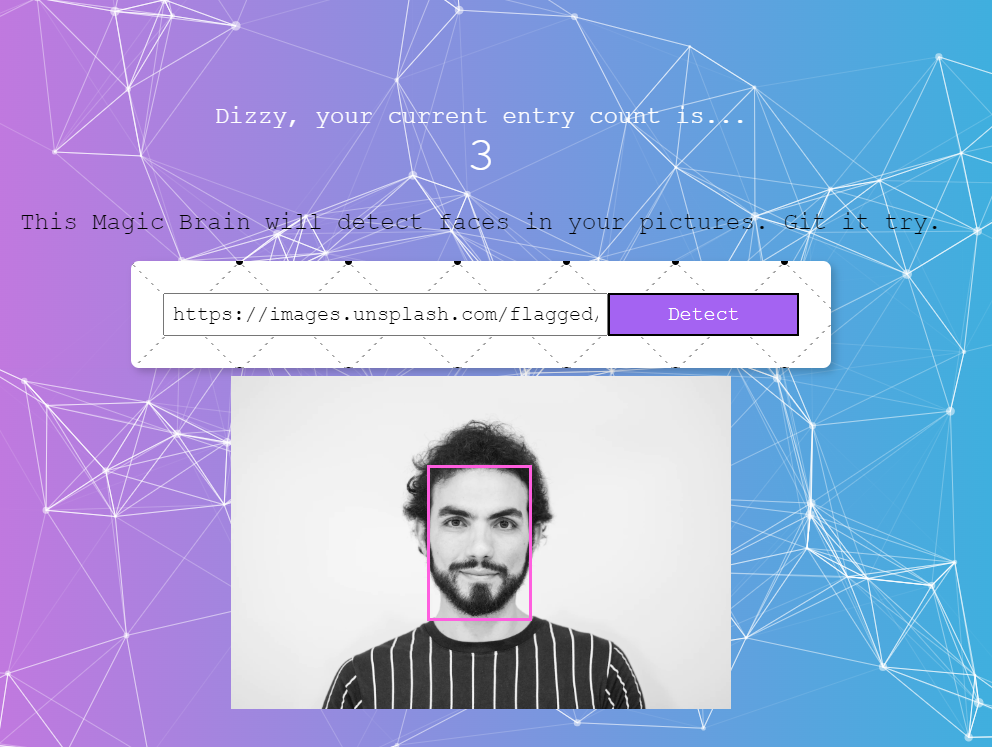 Dizzy, your current entry count is...
3
This Magic Brain will detect faces in your pictures. Git it try.
https://images.unsplash.com/flagged/
Detect